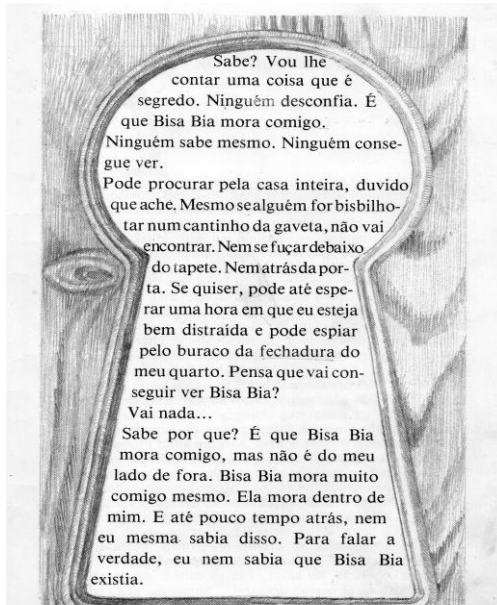 Sabe? Vou lhe
contar uma coisa que é
segredo. Ninguém desconfia. É
que Bisa Bia mora comigo.
Ninguém sabe mesmo. Ninguém conse-
gue ver.
Pode procurar pela casa inteira, duvido
que ache. Mesmo se alguém for bisbilho-
tar num cantinho da gaveta, não vai
encontrar. Nem se fuçar debaixo
do tapete. Nem atrás da por-
ta. Se quiser, pode até espe-
rar uma hora em que eu esteja
bem distraída e pode espiar
pelo buraco da fechadura do
meu quarto. Pensa que vai con-
seguir ver Bisa Bia?
Vai nada...
Sabe por que? É que Bisa Bia
mora comigo, mas não é do meu
lado de fora. Bisa Bia mora muito
comigo mesmo. Ela mora dentro de
mim. E até pouco tempo atrás, nem
eu mesma sabia disso. Para falar a
verdade, eu nem sabia que Bisa Bia
existia.